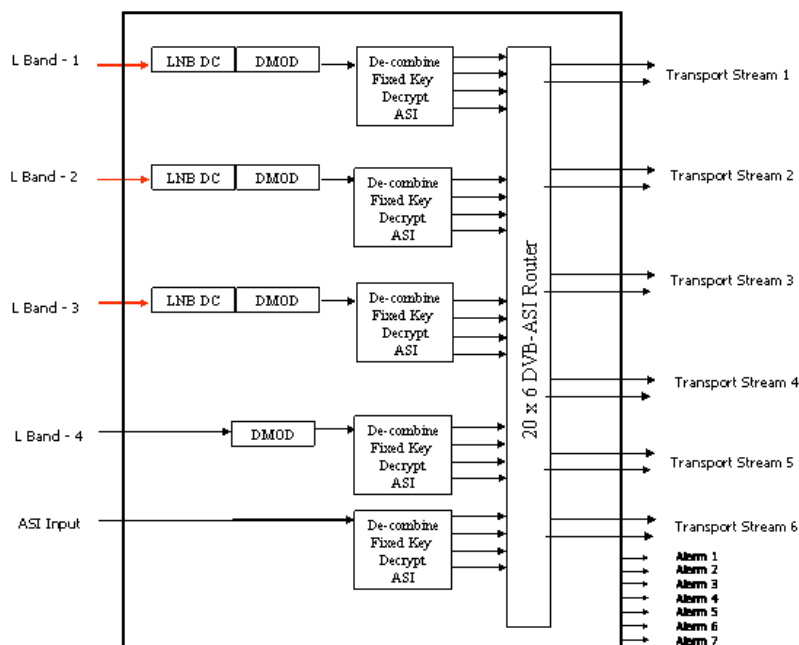 L Band - 1
LNB DC
DMOD
De-combine
Fixed Key
Decrypt
ASI
Transport Stream 1
L Band - 2
LNB DC
DMOD
De-combine
Fixed Key
Decrypt
ASI
Transport Stream 2
L Band - 3
LNB DC
DMOD
De-combine
Fixed Key
Decrypt
ASI
20 x 6 DVB-ASI Router
Transport Stream 3
Transport Stream 4
L Band - 4
DMOD
De-combine
Fixed Key
Decrypt
ASI
Transport Stream 5
ASI Input
De-combine
Fixed Key
Decrypt
ASI
Transport Stream 6
Alarm 1
Alarm 2
Alarm 3
Alarm 4
Alarm 5
Alarm 6
Alarm 7